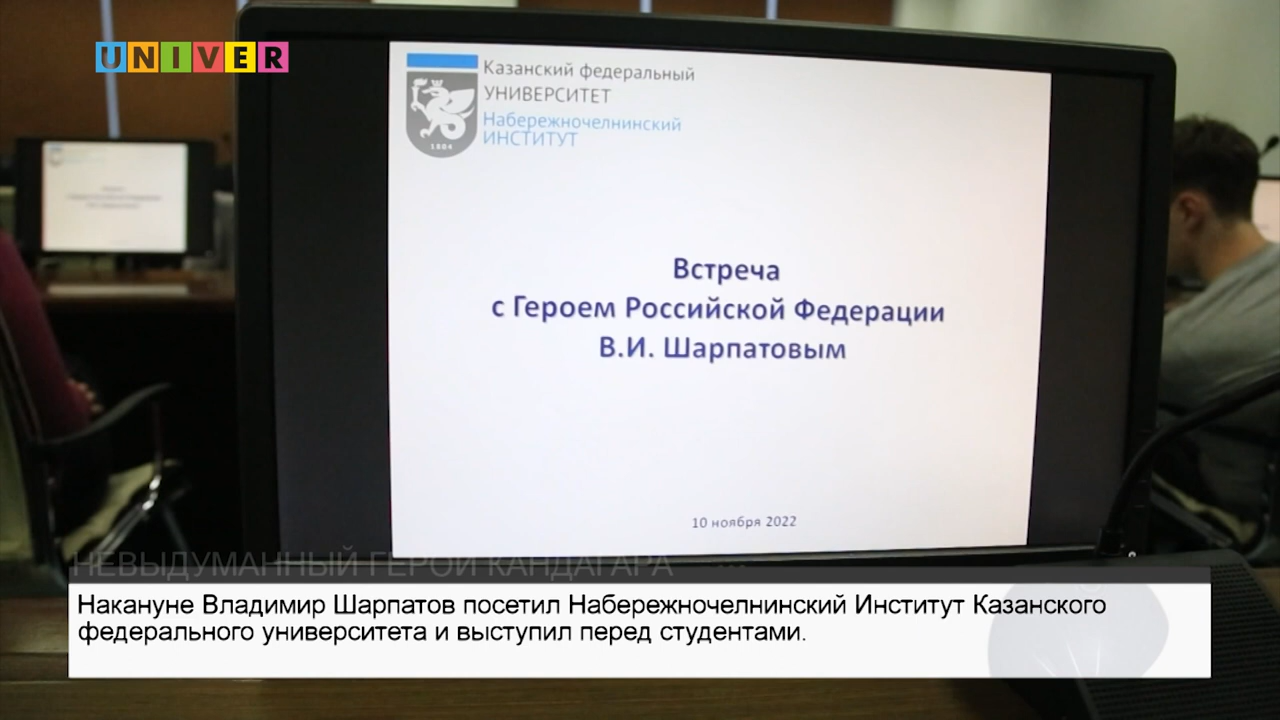 UNIVER
Казанский федеральный
УНИВЕРСИТЕТ
Набережночелнинский
ИНСТИТУТ
1804
Встреча
с Героем Российской Федерации
В.И. Шарпатовым
10 ноября 2022
НЕВЫДУМАННЫЙ ГЕРОЙ КАНДАГАРА
Накануне Владимир Шарпатов посетил Набережночелнинский Институт Казанского
федерального университета и выступил перед студентами.